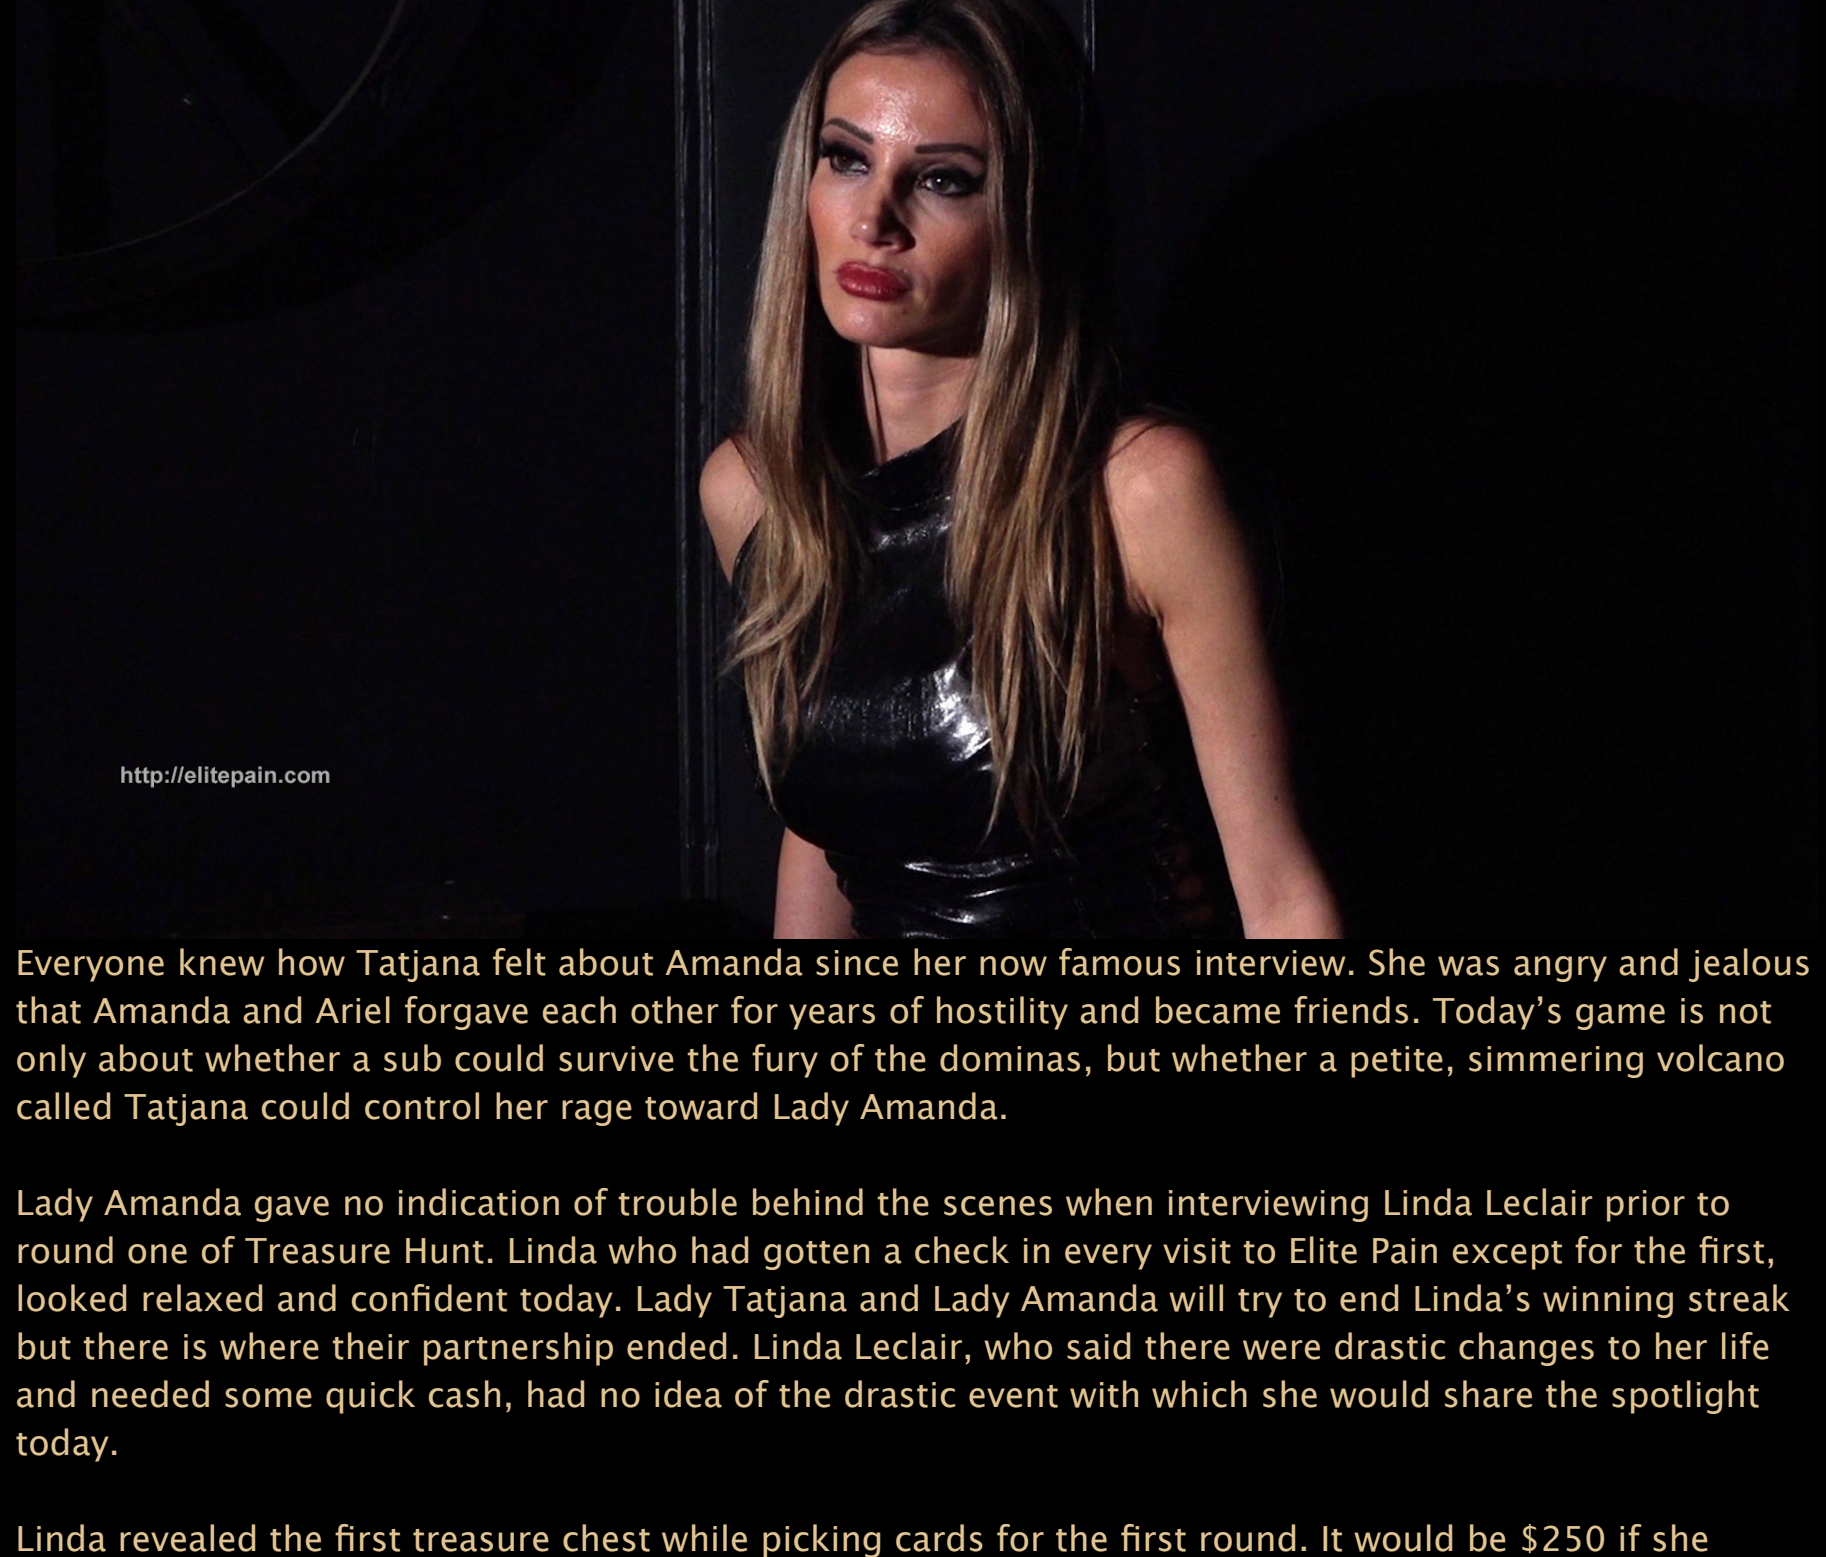 http://elitepain.com
Everyone knew how Tatjana felt about Amanda since her now famous interview. She was angry and jealous
that Amanda and Ariel forgave each other for years of hostility and became friends. Today’s game is not
only about whether a sub could survive the fury of the dominas, but whether a petite, simmering volcano
called Tatjana could control her rage toward Lady Amanda.
Lady Amanda gave no indication of trouble behind the scenes when interviewing Linda Leclair prior to
round one of Treasure Hunt. Linda who had gotten a check in every visit to Elite Pain except for the first,
looked relaxed and confident today. Lady Tatjana and Lady Amanda will try to end Linda’s winning streak
but there is where their partnership ended. Linda Leclair, who said there were drastic changes to her life
and needed some quick cash, had no idea of the drastic event with which she would share the spotlight
today.
Linda revealed the first treasure chest while picking cards for the first round. It would be $250 if she